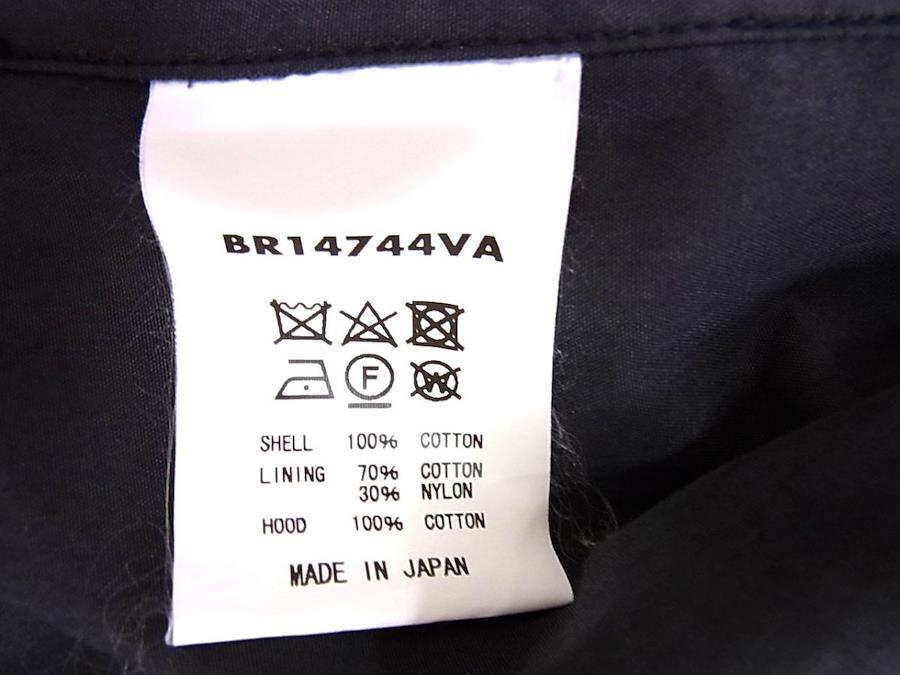 BR14744VA
F
W
SHELL 100% COTTON
LINING 70% COTTON
30% NYLON
HOOD 100% COTTON
MADE IN JAPAN